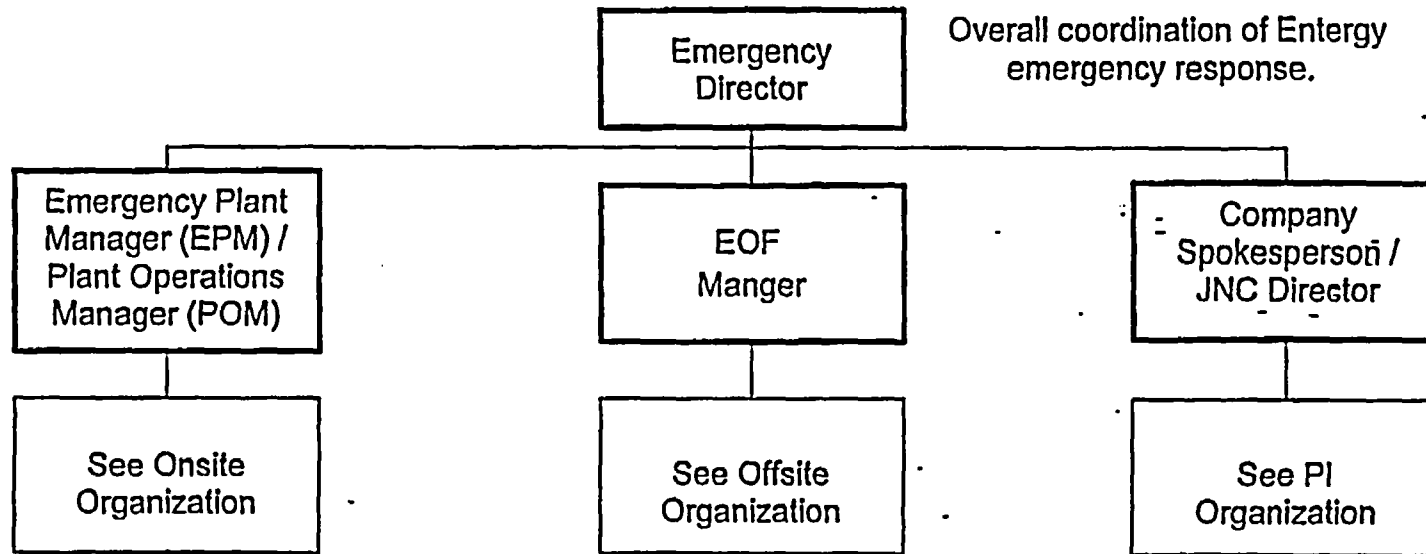 Emergency
Director
Overall coordination of Entergy
emergency response.
Emergency Plant
Manager (EPM) /
Plant Operations
Manager (POM)
EOF
Manger
Company
Spokesperson /
JNC Director
See Onsite
Organization
See Offsite
Organization
See PI
Organization